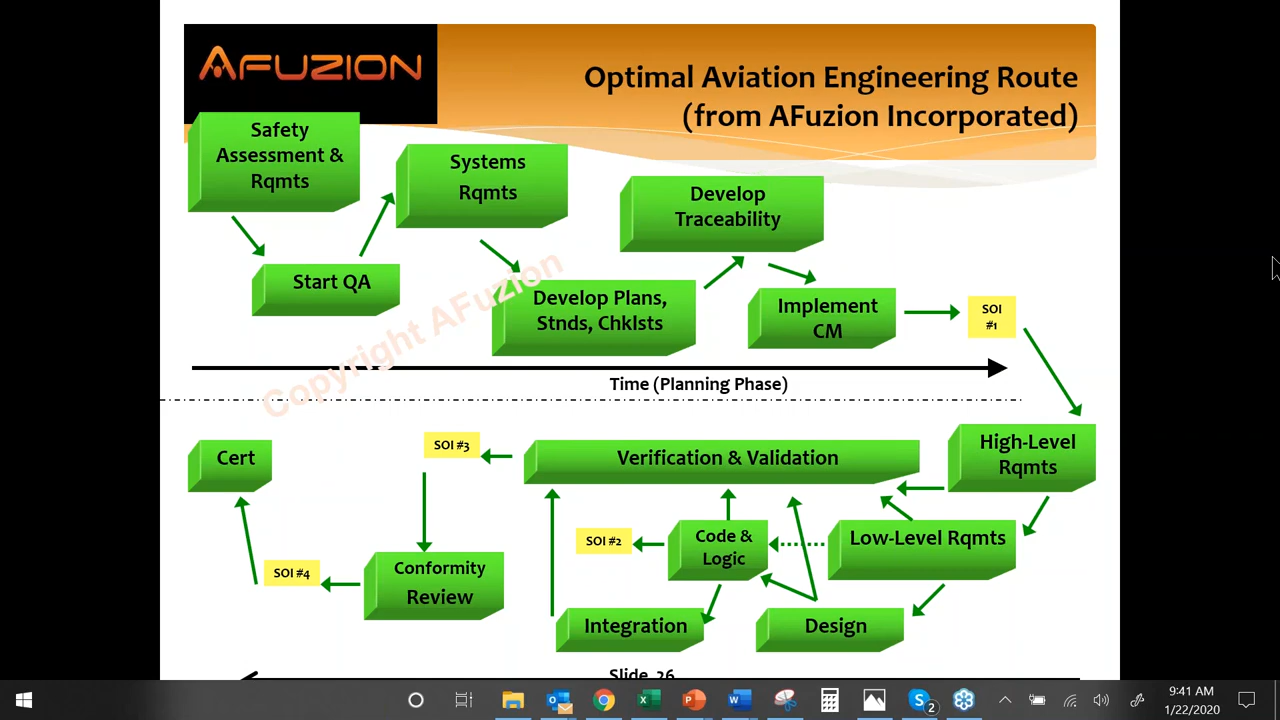 AFUZION
Optimal Aviation Engineering Route
(from AFuzion Incorporated)
Safety
Assessment &
Rqmts
Systems
Rqmts
Develop
Traceability
Start QA
Develop Plans,
Stnds, Chklsts
Implement
CM
SOI
#1
Copyright AFuzion
Time (Planning Phase)
Cert
SOI #3
Verification & Validation
High-Level
Rqmts
SOI #2
Code &
Logic
Low-Level Rqmts
SOI #4
Conformity
Review
Integration
Design
Slide 26
2
9:41 AM
1/22/2020